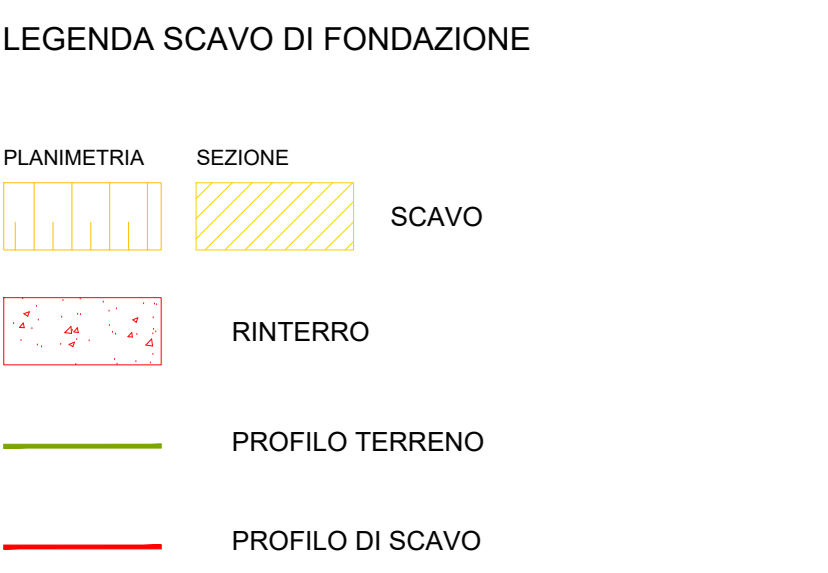 LEGENDA SCAVO DI FONDAZIONE
PLANIMETRIA SEZIONE
SCAVO
RINTERRO
PROFILO TERRENO
PROFILO DI SCAVO